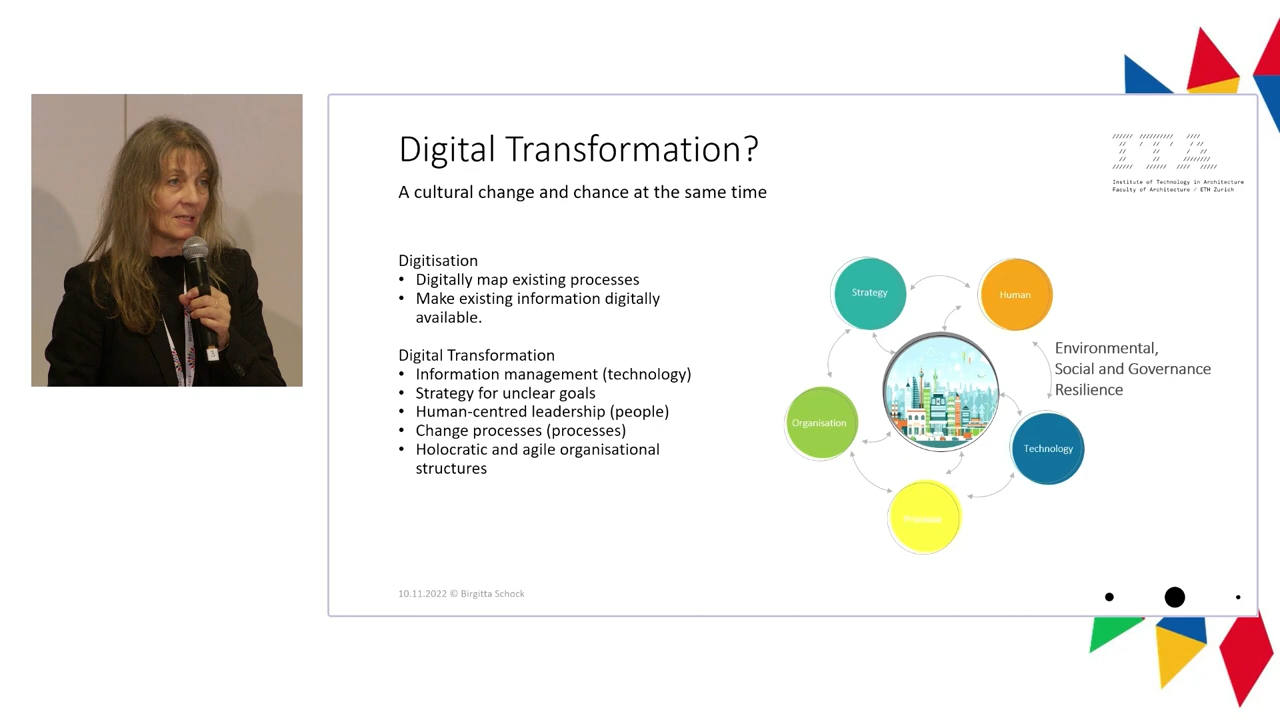 Digital Transformation?
A cultural change and chance at the same time
Institute of Technology in Architecture
Faculty of Architecture / ETH Zurich
Digitisation
• Digitally map existing processes
• Make existing information digitally
available.
Digital Transformation
• Information management (technology)
• Strategy for unclear goals
• Human-centred leadership (people)
• Change processes (processes)
• Holocratic and agile organisational
structures
Strategy
Human
Environmental,
Social and Governance
Resilience
Organisation
Technology
10.11.2022 © Birgitta Schock
ITA
3